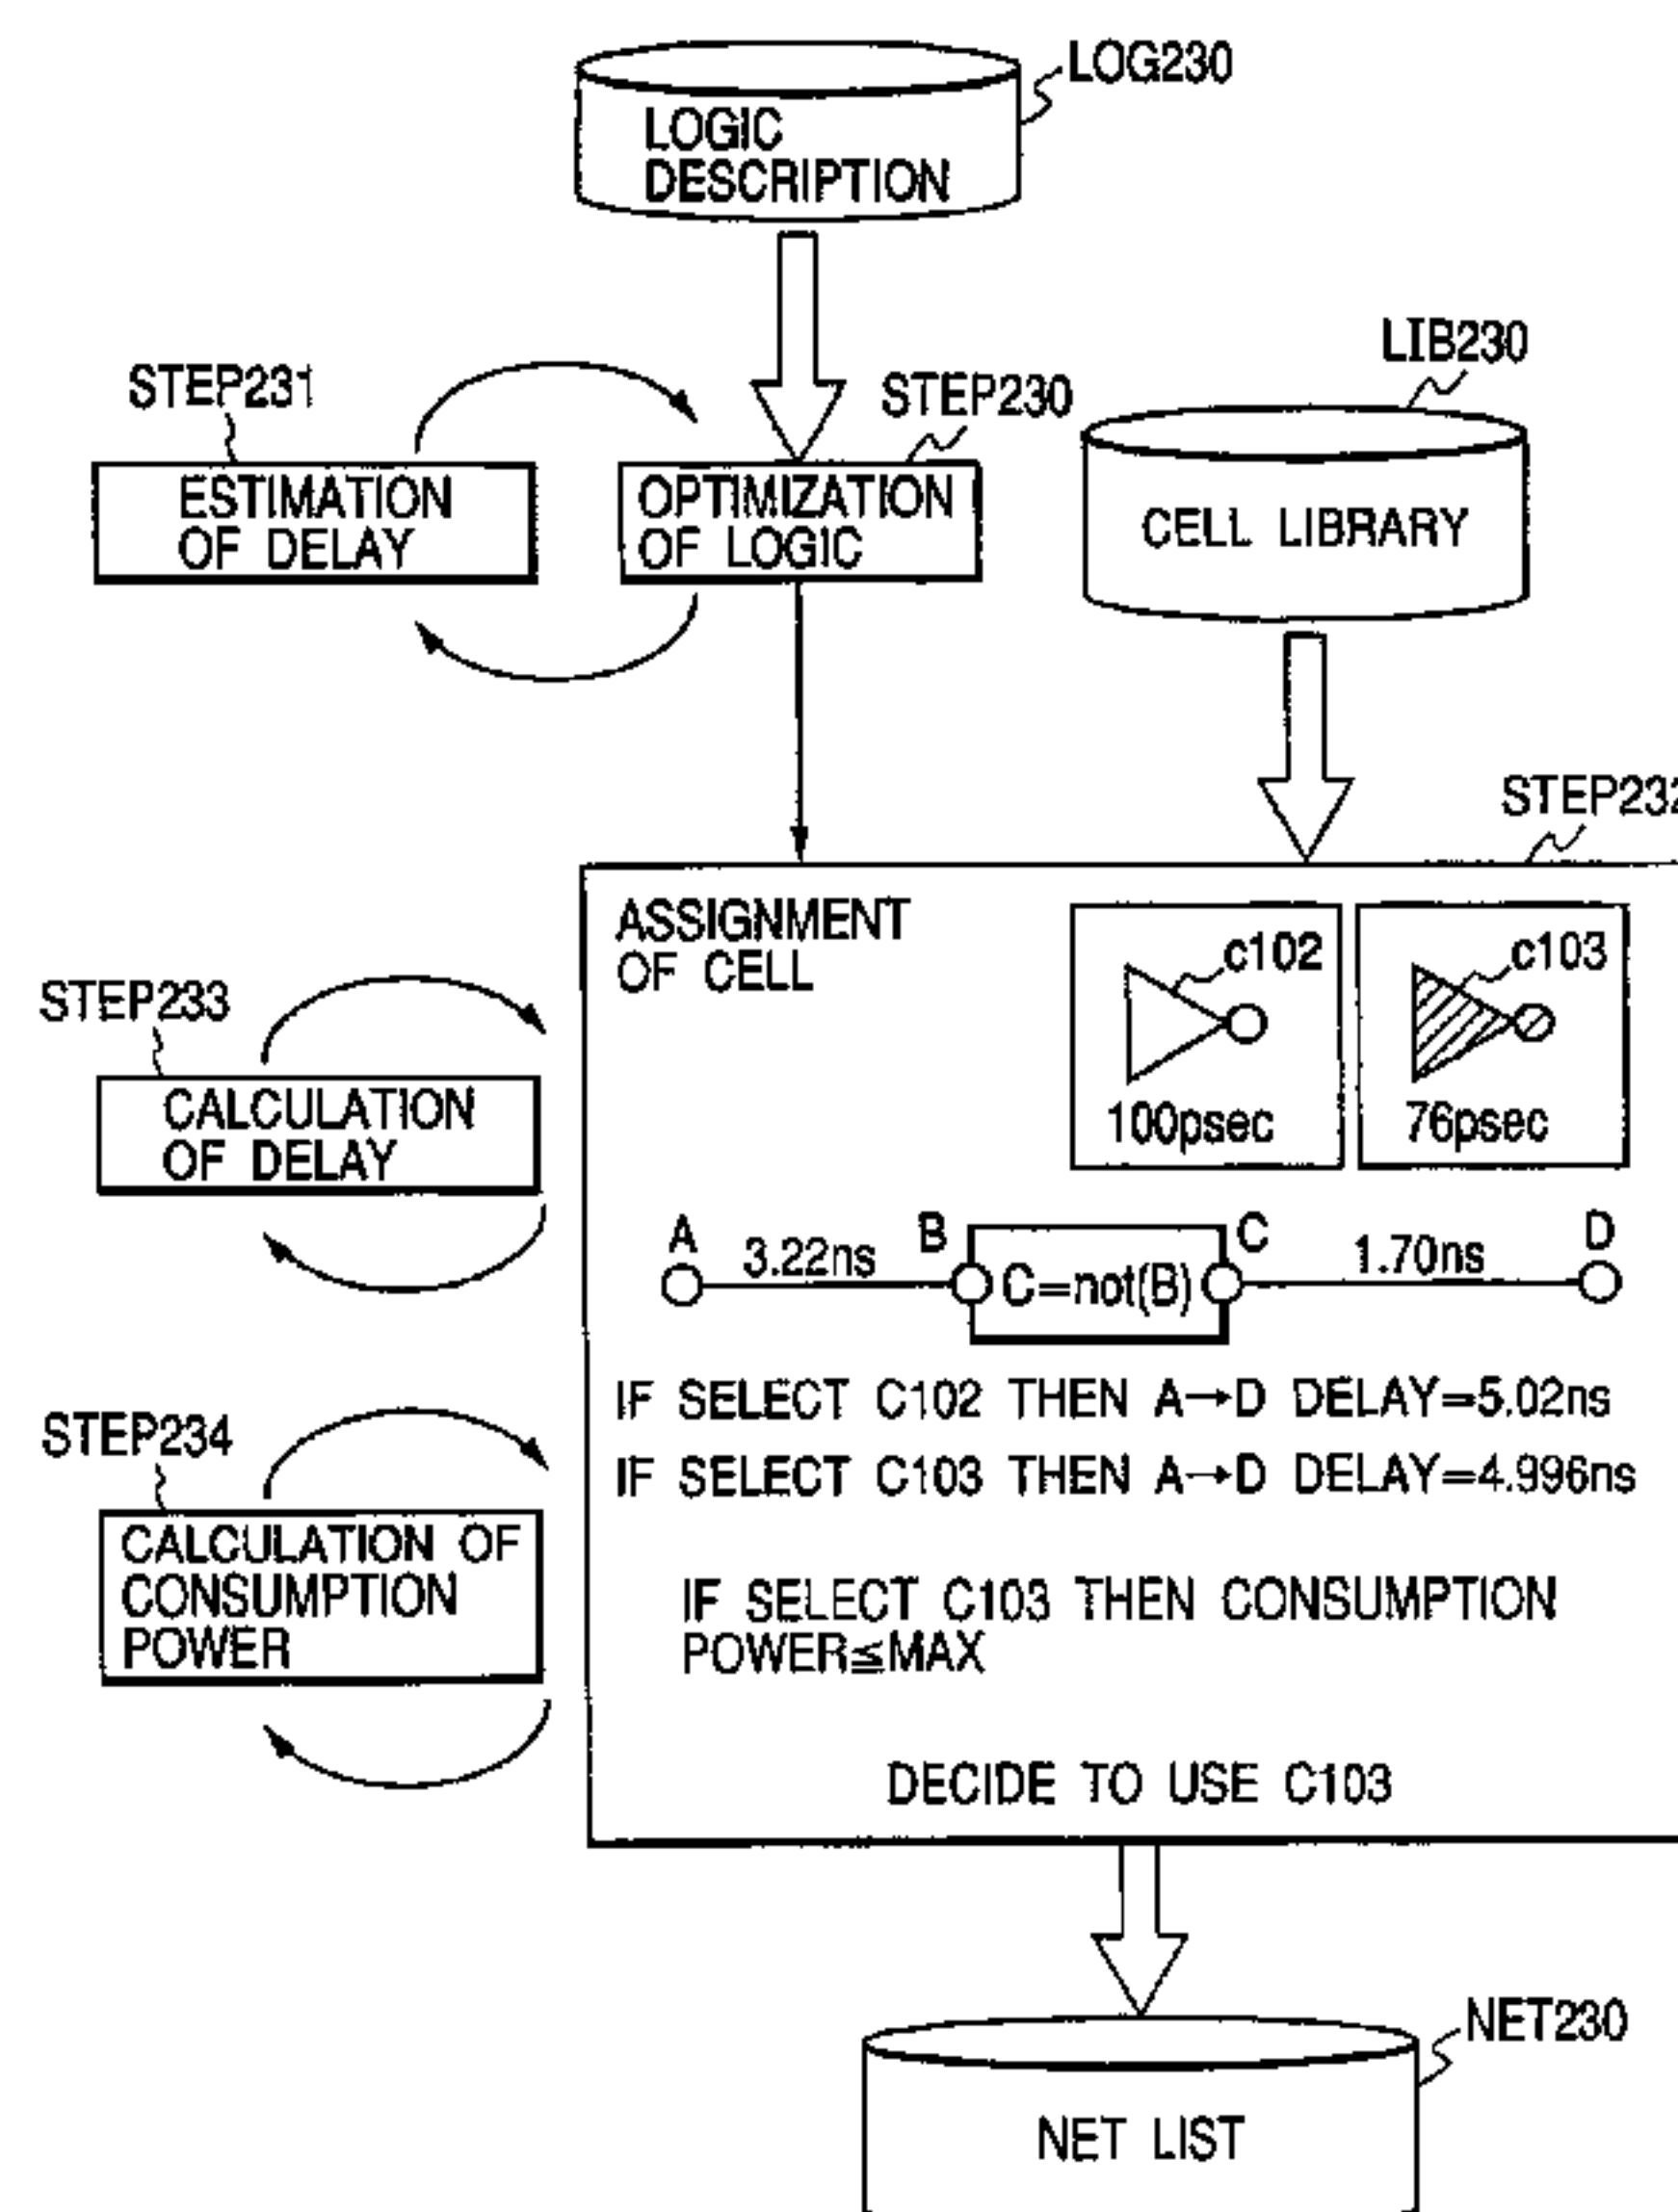 LOG230
LOGIC
DESCRIPTION
LIB230
STEP231
STEP230
ESTIMATION
OF DELAY
OPTIMIZATION
OF LOGIC
CELL LIBRARY
STEP232
ASSIGNMENT
OF CELL
c102
c103
100psec
76psec
STEP233
CALCULATION
OF DELAY
A
3.22ns
B
C=not(B)
C
1.70ns
D
IF SELECT C102 THEN A→D DELAY=5.02ns
IF SELECT C103 THEN A→D DELAY=4.996ns
STEP234
CALCULATION OF
CONSUMPTION
POWER
IF SELECT C103 THEN CONSUMPTION
POWER≦MAX
DECIDE TO USE C103
NET230
NET LIST